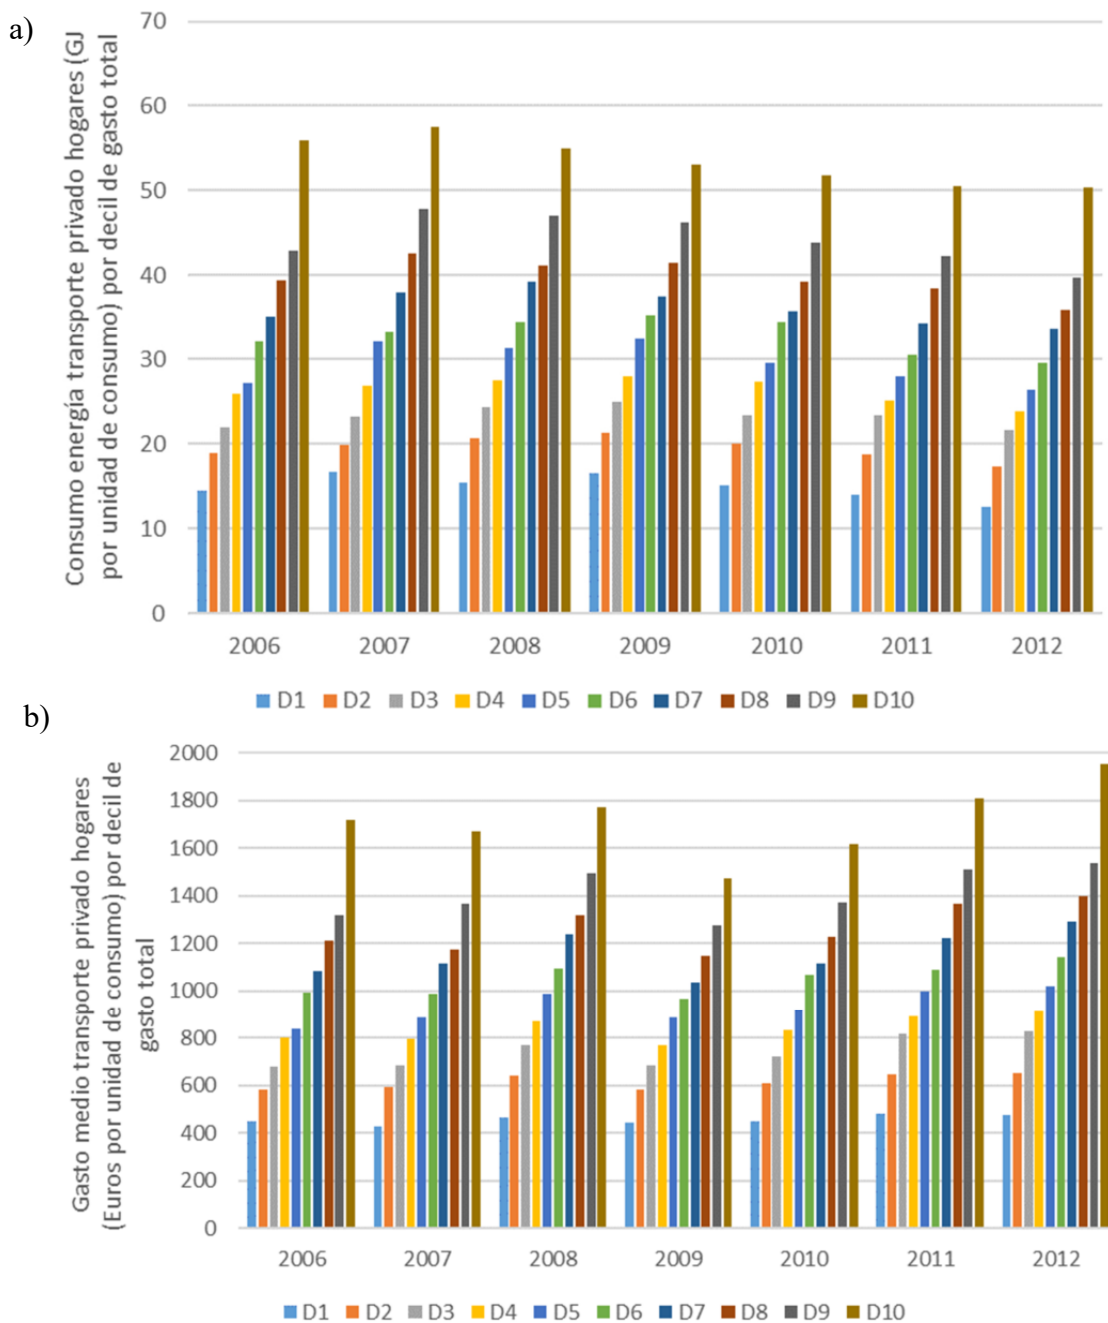 a)
Consumo energía transporte privado hogares (GJ
por unidad de consumo) por decil de gasto total
70
60
50
40
30
20
10
0
2006 2007 2008 2009 2010 2011 2012
D1 D2 D3 D4 D5 D6 D7 D8 D9 D10
b)
Gasto medio transporte privado hogares
(Euros por unidad de consumo) por decil de
gasto total
2000
1800
1600
1400
1200
1000
800
600
400
200
0
2006 2007 2008 2009 2010 2011 2012
D1 D2 D3 D4 D5 D6 D7 D8 D9 D10